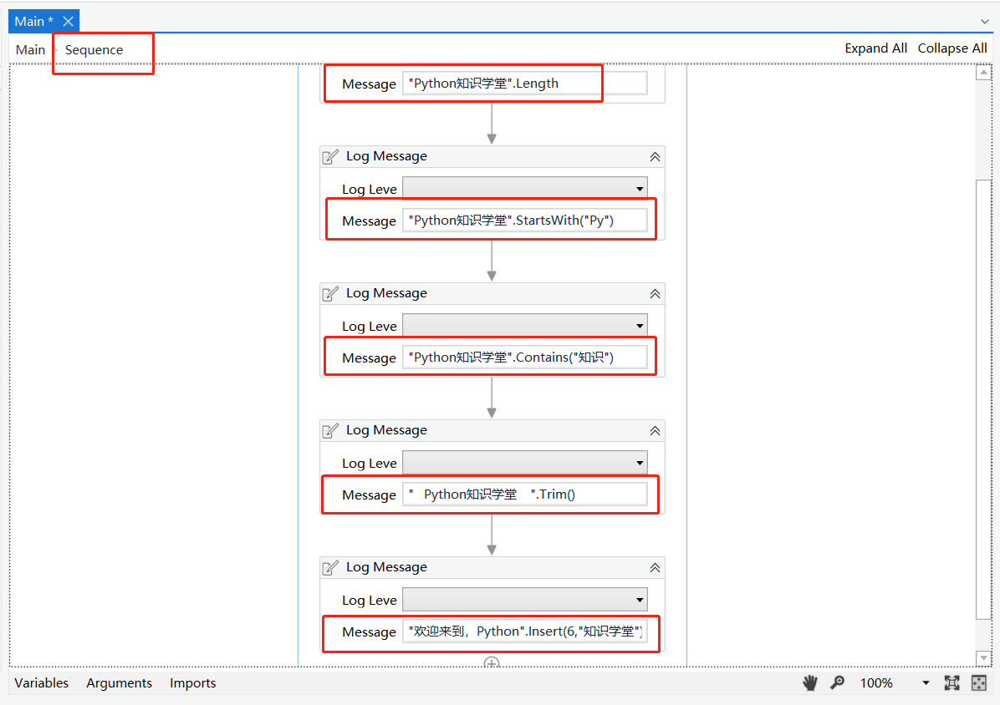 Main *
Main Sequence Expand All Collapse All
Message "Python知识学堂".Length
Log Message
Log Leve
Message "Python知识学堂".StartsWith("Py")
Log Message
Log Leve
Message "Python知识学堂".Contains("知识")
Log Message
Log Leve
Message "   Python知识学堂    ".Trim()
Log Message
Log Leve
Message "欢迎来到，Python".Insert(6,"知识学堂")
Variables Arguments Imports 100%